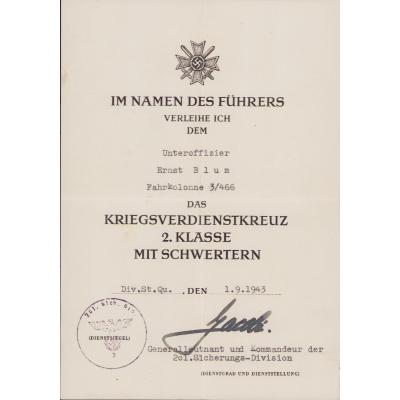 IM NAMEN DES FÜHRERS
VERLEIHE ICH
DEM
Unteroffizier
Ernst Blum
Fahrkolonne 3/466
DAS
KRIEGSVERDIENSTKREUZ
2. KLASSE
MIT SCHWERTERN
Div.St.Qu. , DEN 1.9.1943
(DIENSTSIEGEL)
Generalleutnant und Kommandeur der
201.Sicherungs-Division
(DIENSTGRAD UND DIENSTSTELLUNG)